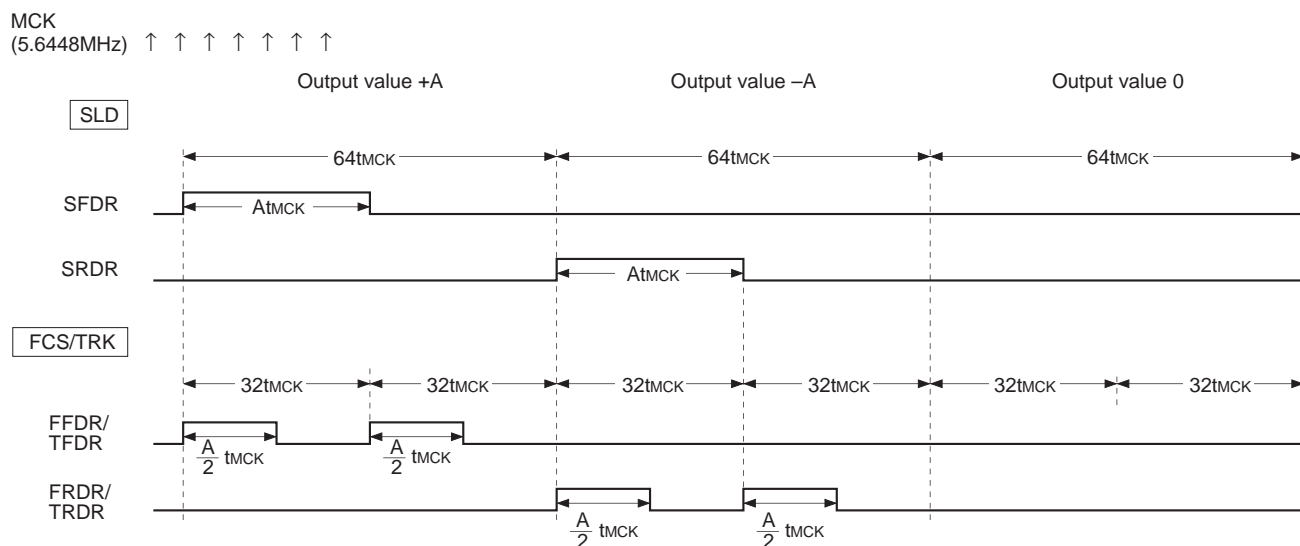 MCK
(5.6448MHz) ↑ ↑ ↑ ↑ ↑ ↑ ↑
Output value +A Output value –A Output value 0
SLD
64tMCK 64tMCK 64tMCK
SFDR AtMCK
SRDR AtMCK
FCS/TRK
32tMCK 32tMCK 32tMCK 32tMCK 32tMCK 32tMCK
FFDR/
TFDR
A/2 tMCK A/2 tMCK
FRDR/
TRDR
A/2 tMCK A/2 tMCK